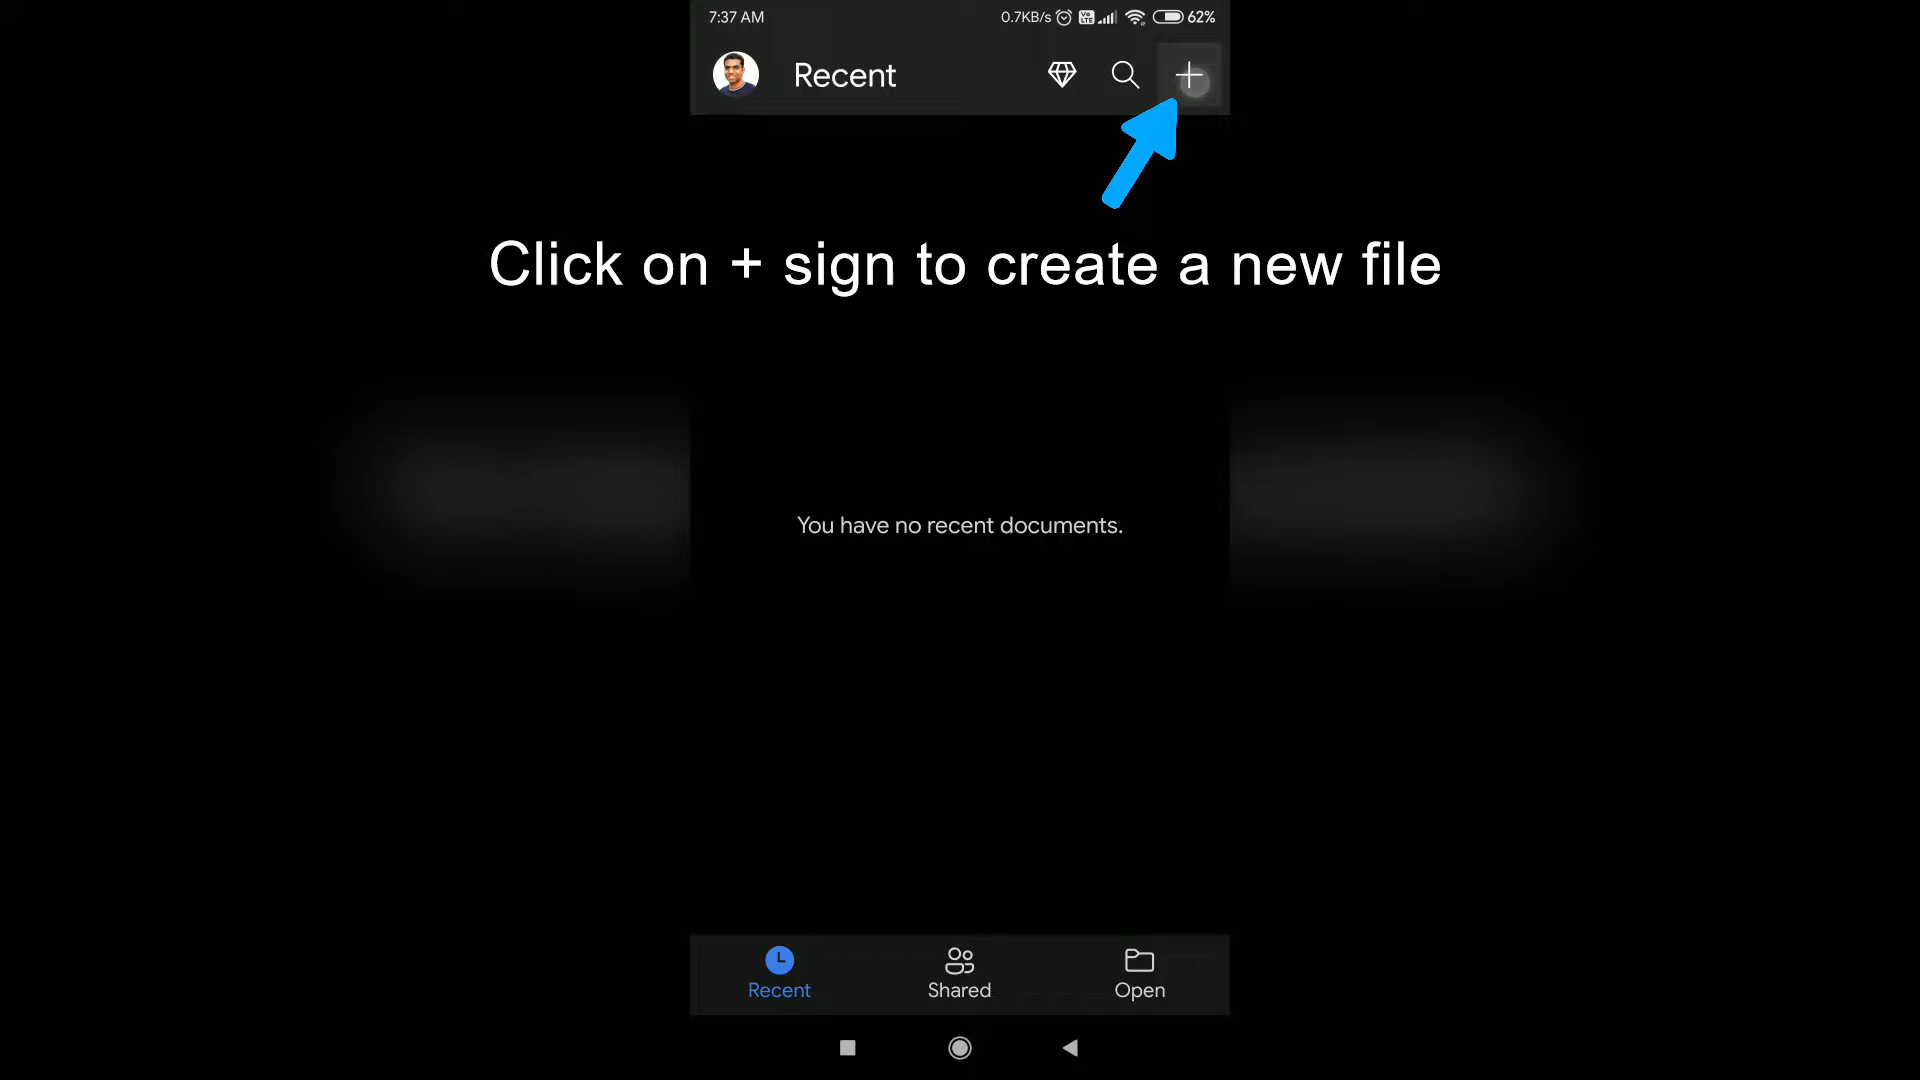 7:37 AM
0.7KB/s
62%
Recent
Click on + sign to create a new file
You have no recent documents.
Recent
Shared
Open